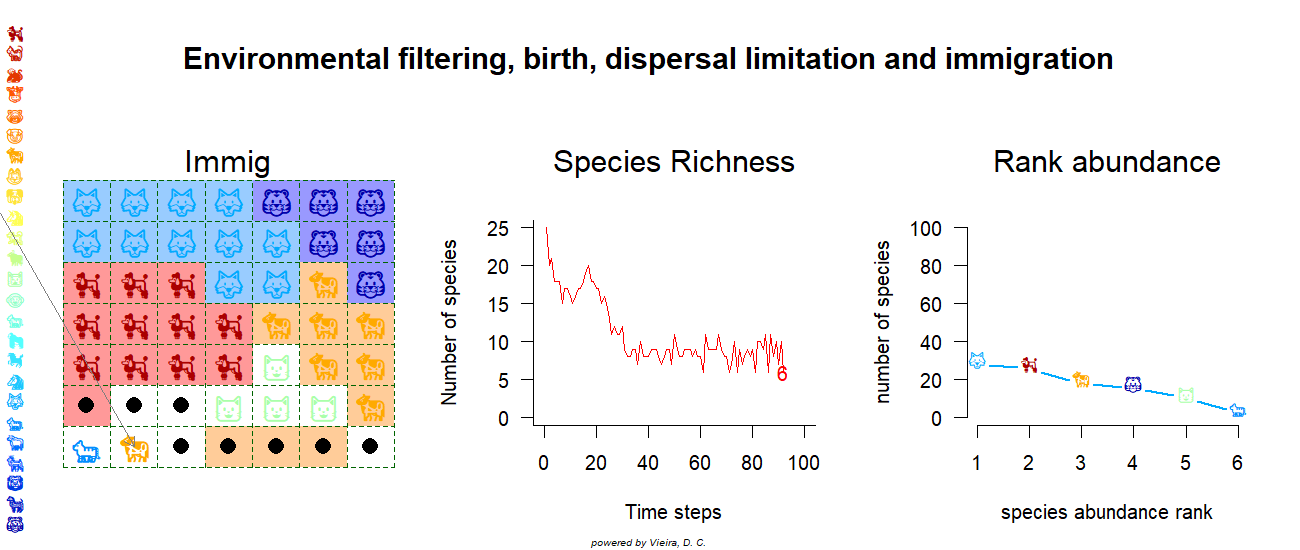 Environmental filtering, birth, dispersal limitation and immigration
Immig
Species Richness
Number of species
25
20
15
10
5
0
6
0 20 40 60 80 100
Time steps
Rank abundance
number of species
100
80
60
40
20
0
1 2 3 4 5 6
species abundance rank
powered by Vieira, D. C.